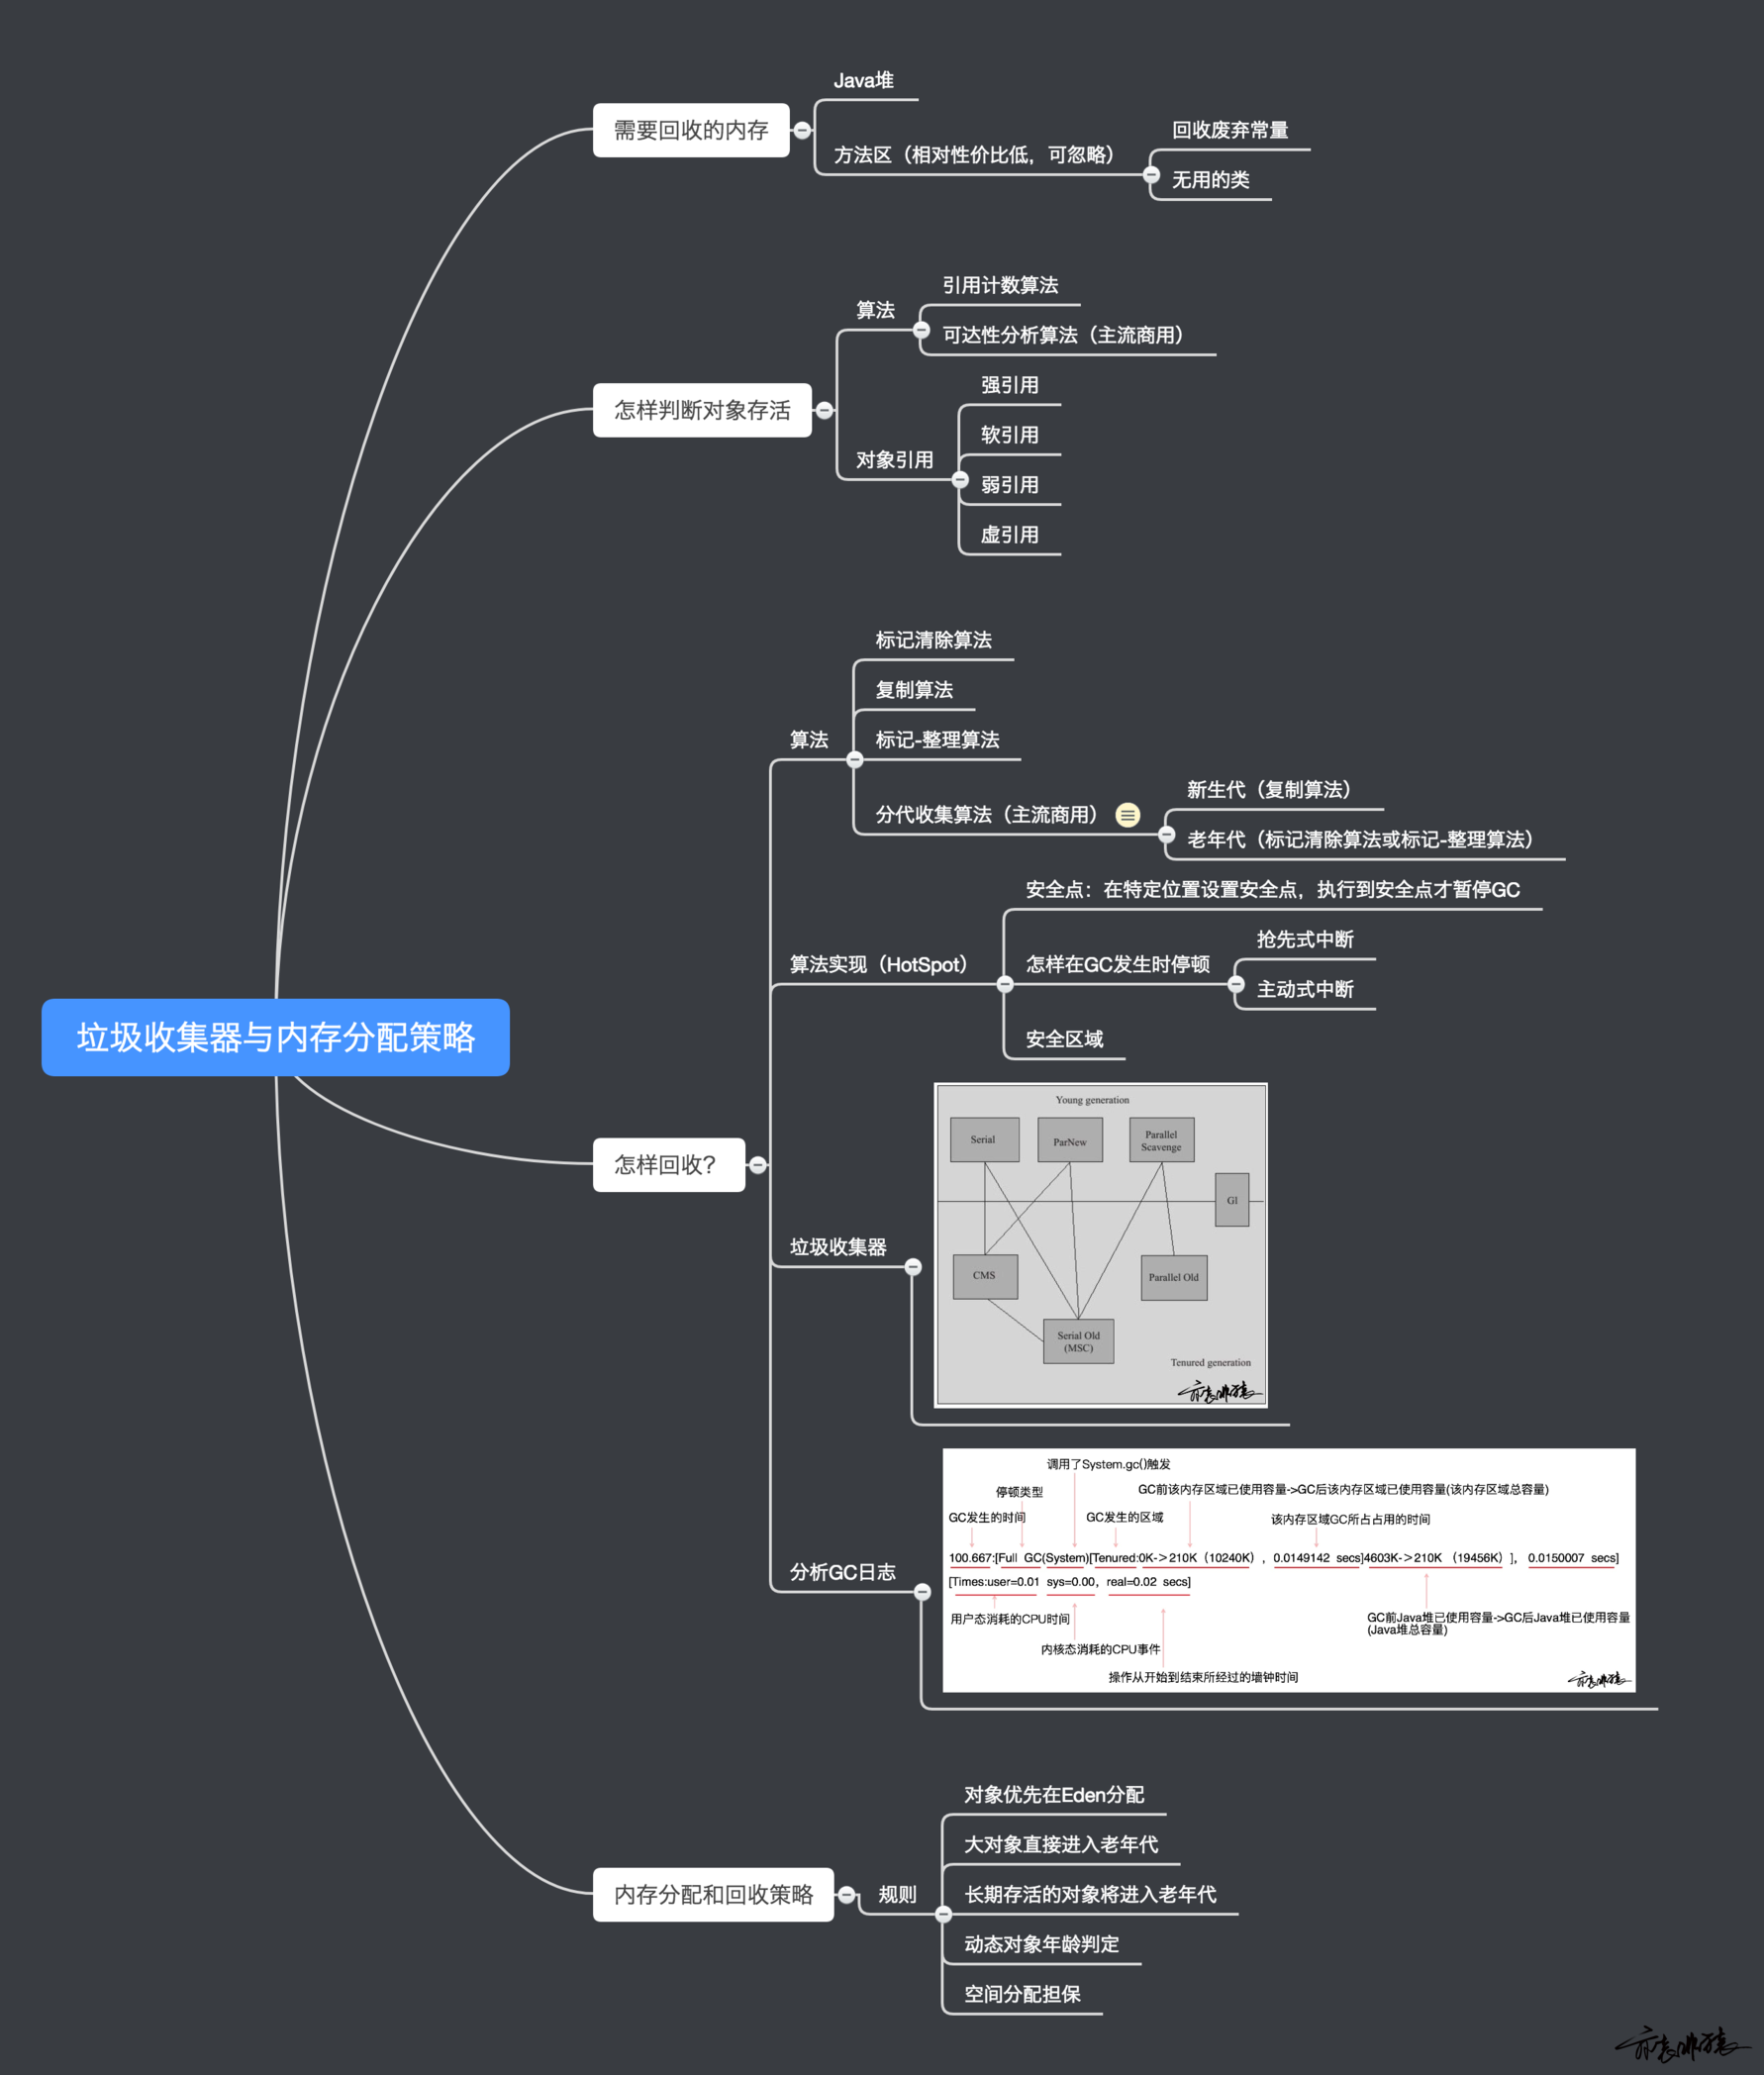 垃圾收集器与内存分配策略
需要回收的内存
Java堆
方法区（相对性价比低，可忽略）
回收废弃常量
无用的类
怎样判断对象存活
算法
引用计数算法
可达性分析算法（主流商用）
对象引用
强引用
软引用
弱引用
虚引用
怎样回收？
算法
标记清除算法
复制算法
标记-整理算法
分代收集算法（主流商用）
新生代（复制算法）
老年代（标记清除算法或标记-整理算法）
算法实现（HotSpot）
安全点：在特定位置设置安全点，执行到安全点才暂停GC
怎样在GC发生时停顿
抢先式中断
主动式中断
安全区域
垃圾收集器
Young generation
Serial
ParNew
Parallel
Scavenge
G1
CMS
Parallel Old
Serial Old
(MSC)
Tenured generation
分析GC日志
调用了System.gc()触发
停顿类型
GC前该内存区域已使用容量->GC后该内存区域已使用容量(该内存区域总容量)
GC发生的时间
GC发生的区域
该内存区域GC所占占用的时间
100.667:[Full GC(System)[Tenured:0K->210K（10240K），0.0149142 secs]4603K->210K （19456K）], 0.0150007 secs]
[Times:user=0.01 sys=0.00，real=0.02 secs]
用户态消耗的CPU时间
GC前Java堆已使用容量->GC后Java堆已使用容量
(Java堆总容量)
内核态消耗的CPU事件
操作从开始到结束所经过的墙钟时间
内存分配和回收策略
规则
对象优先在Eden分配
大对象直接进入老年代
长期存活的对象将进入老年代
动态对象年龄判定
空间分配担保